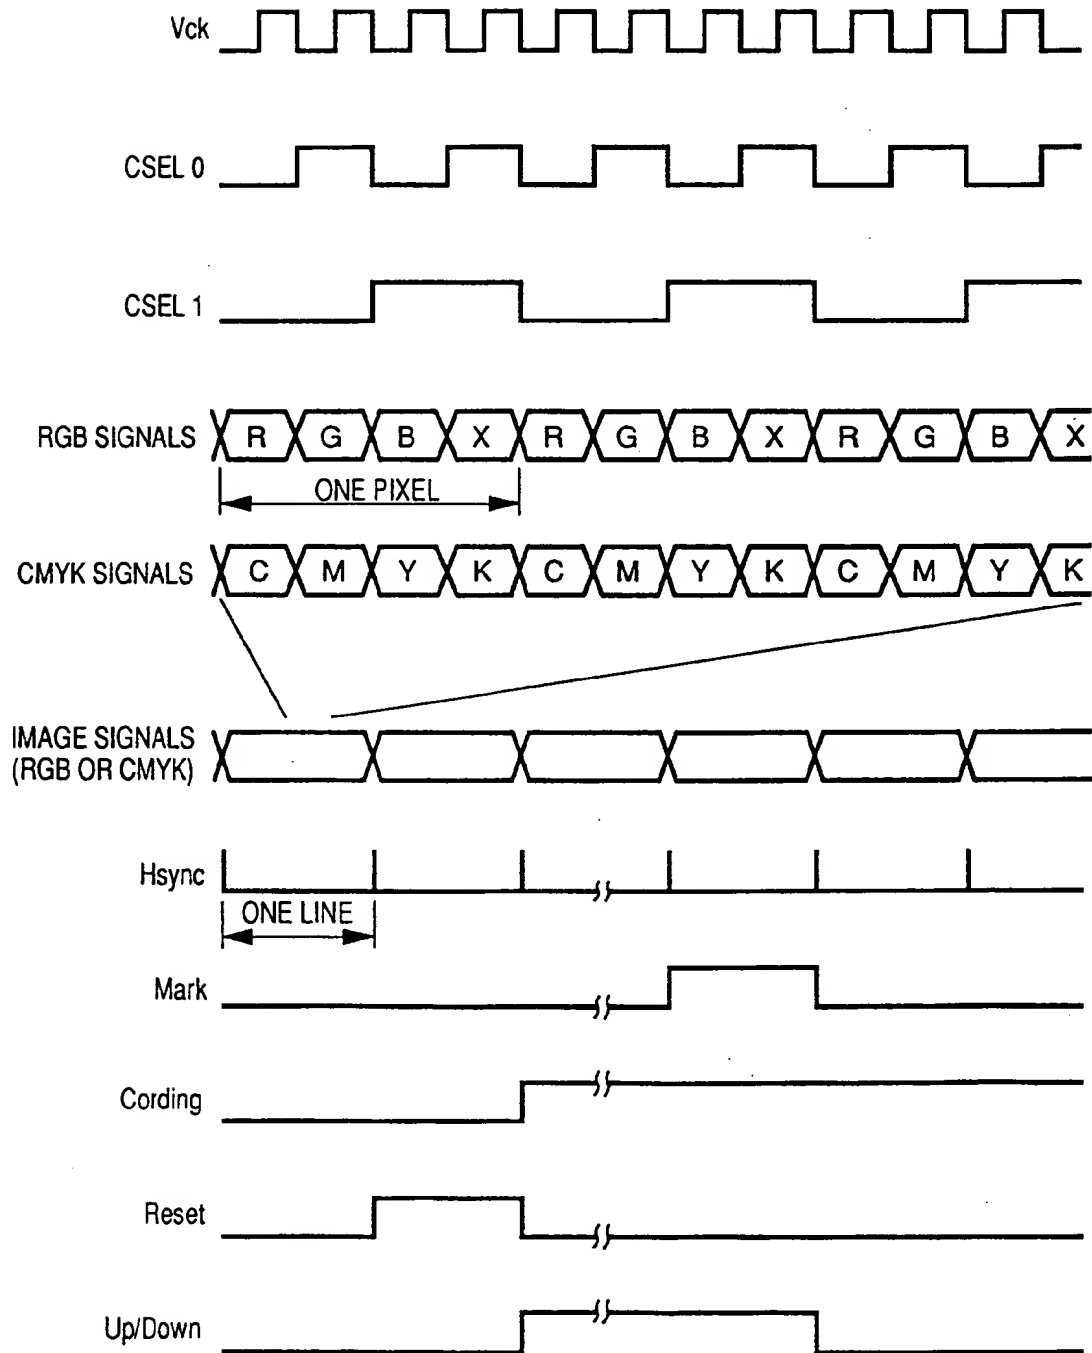 Vck
CSEL 0
CSEL 1
RGB SIGNALS R G B X R G B X R G B X
ONE PIXEL
CMYK SIGNALS C M Y K C M Y K C M Y K
IMAGE SIGNALS
(RGB OR CMYK)
Hsync
ONE LINE
Mark
Cording
Reset
Up/Down